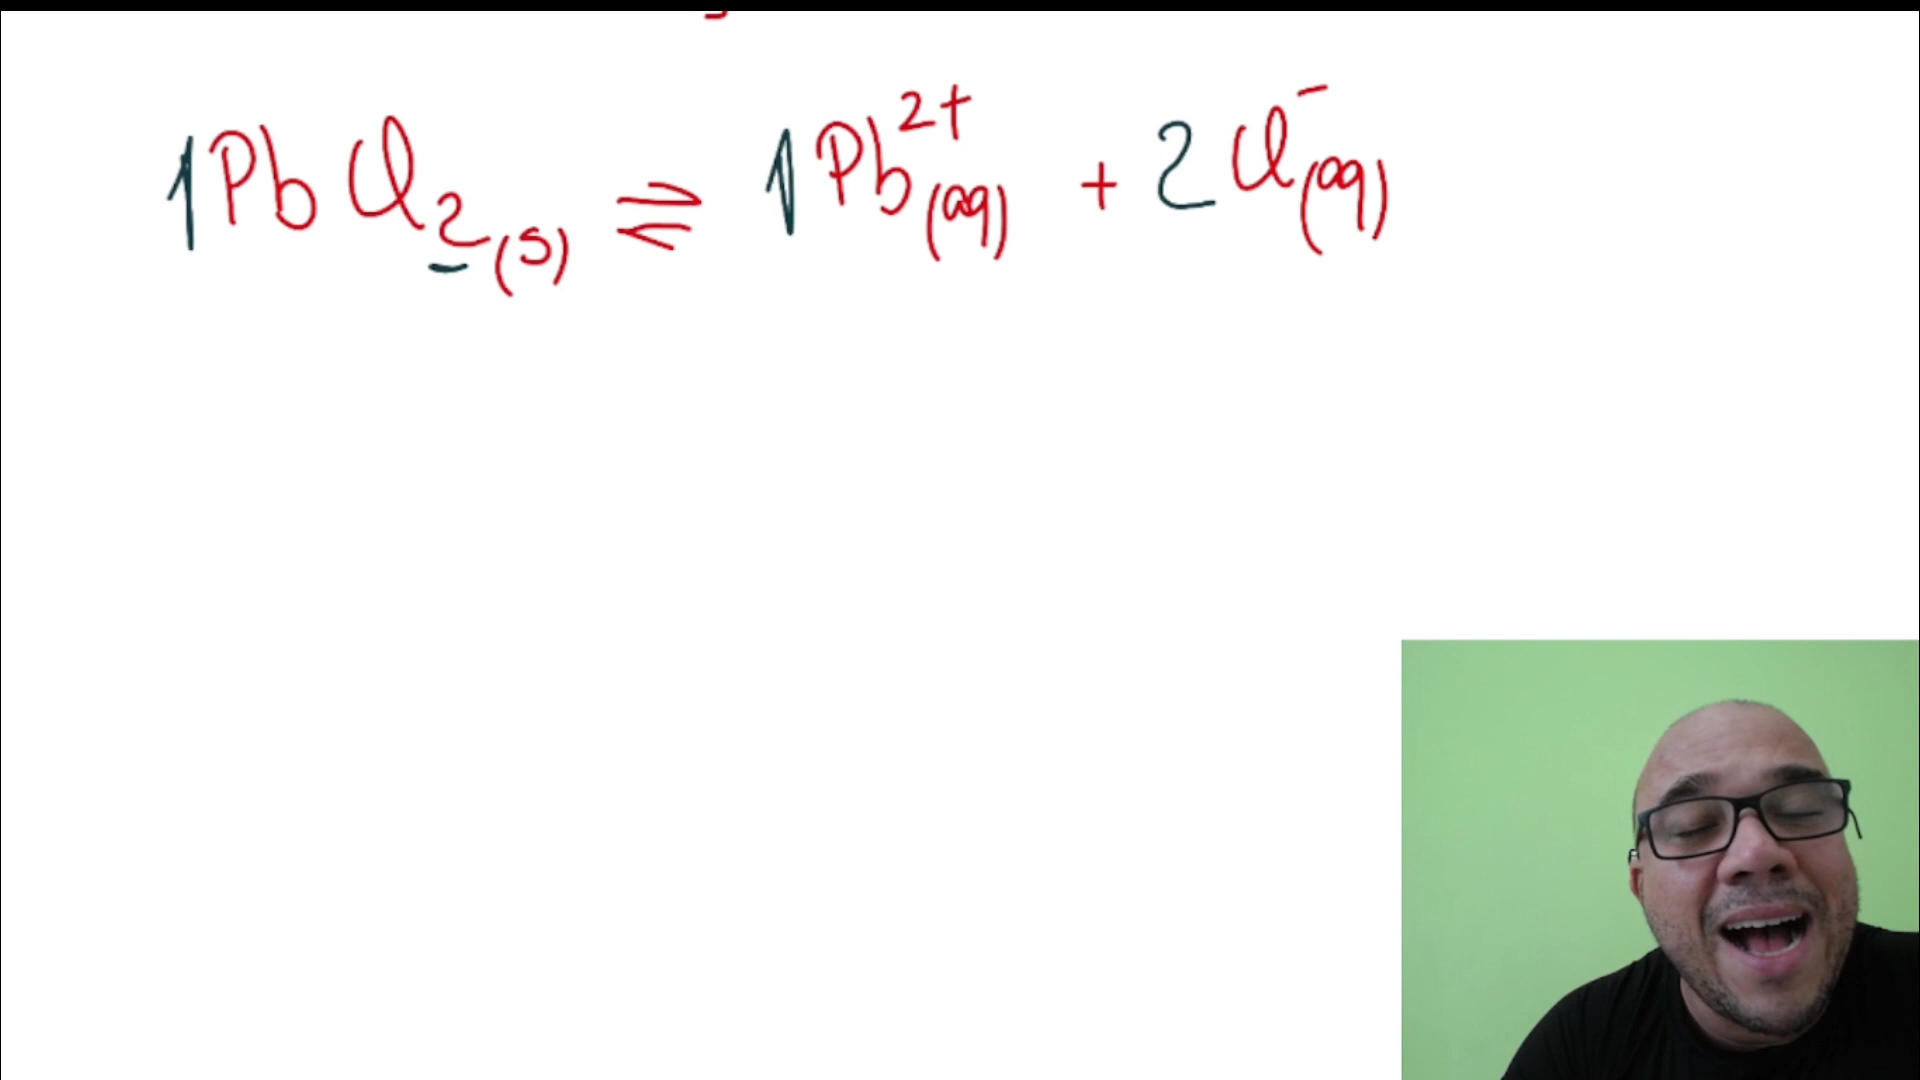 1PbCl₂(s) ⇌ 1Pb²⁺(aq) + 2Cl⁻(aq)